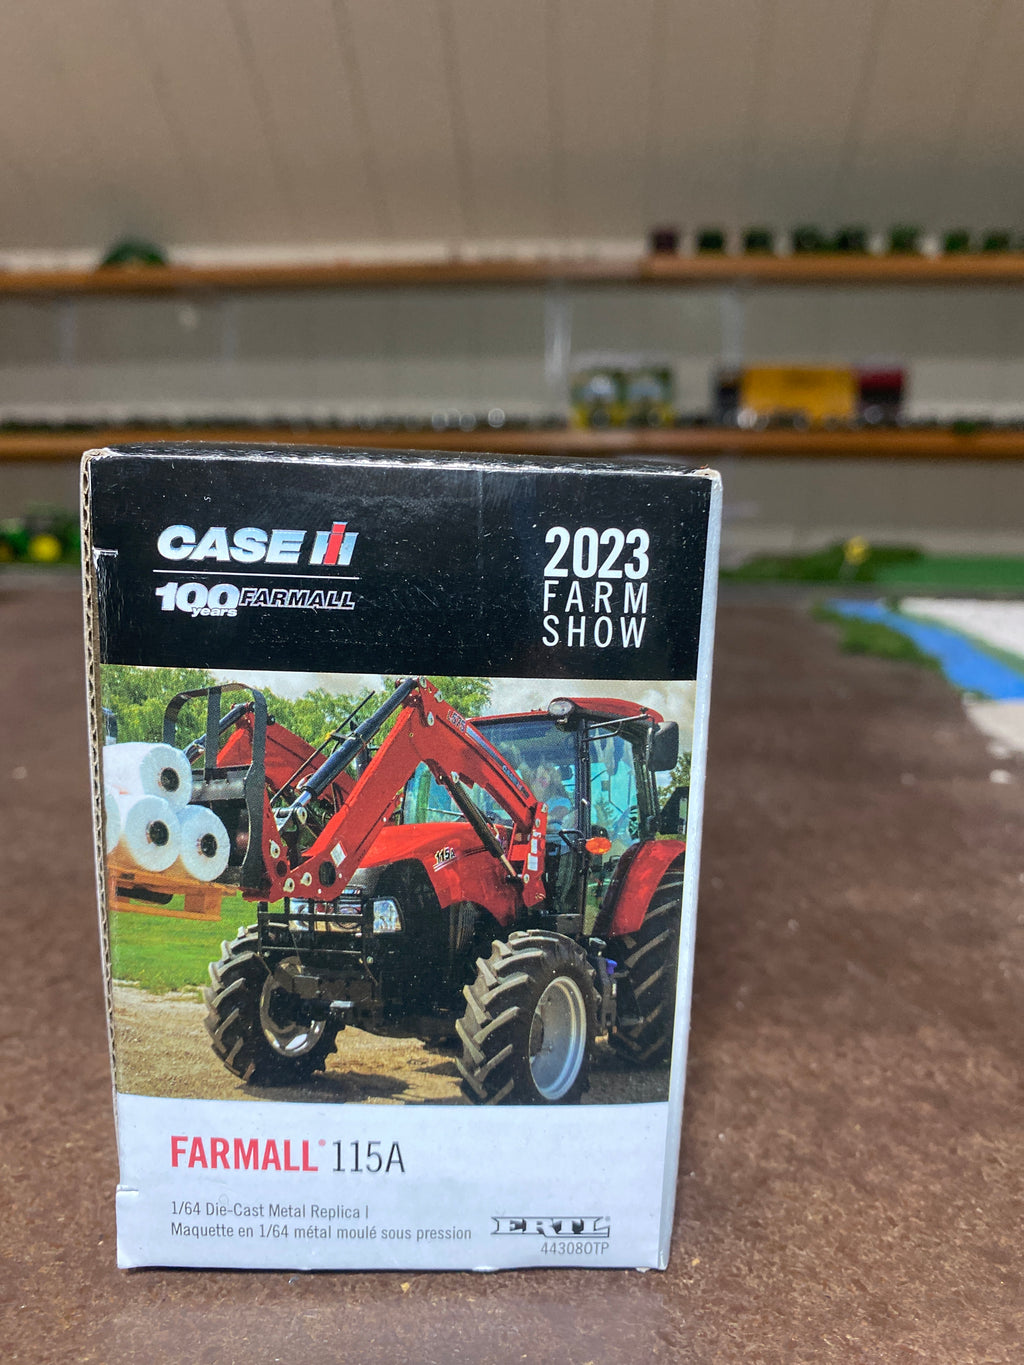 CASE IH
100 years FARMALL
2023
FARM
SHOW
115A
FARMALL® 115A
1/64 Die-Cast Metal Replica |
Maquette en 1/64 métal moulé sous pression
ERTL
44308OTP